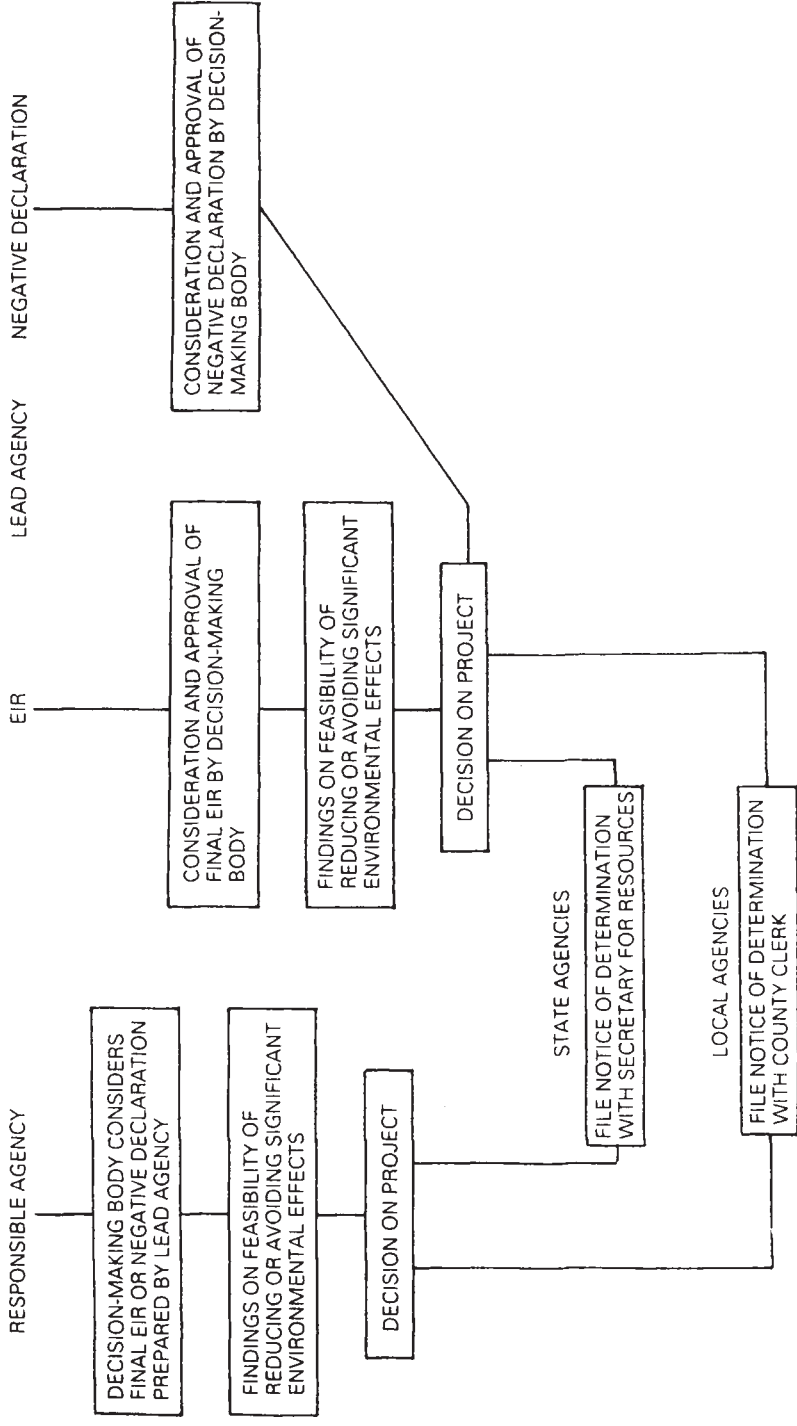 RESPONSIBLE AGENCY
DECISION-MAKING BODY CONSIDERS
FINAL EIR OR NEGATIVE DECLARATION
PREPARED BY LEAD AGENCY
FINDINGS ON FEASIBILITY OF
REDUCING OR AVOIDING SIGNIFICANT
ENVIRONMENTAL EFFECTS
DECISION ON PROJECT
LEAD AGENCY
EIR
CONSIDERATION AND APPROVAL OF
FINAL EIR BY DECISION-MAKING
BODY
FINDINGS ON FEASIBILITY OF
REDUCING OR AVOIDING SIGNIFICANT
ENVIRONMENTAL EFFECTS
DECISION ON PROJECT
NEGATIVE DECLARATION
CONSIDERATION AND APPROVAL OF
NEGATIVE DECLARATION BY DECISION-
MAKING BODY
STATE AGENCIES
FILE NOTICE OF DETERMINATION
WITH SECRETARY FOR RESOURCES
LOCAL AGENCIES
FILE NOTICE OF DETERMINATION
WITH COUNTY CLERK